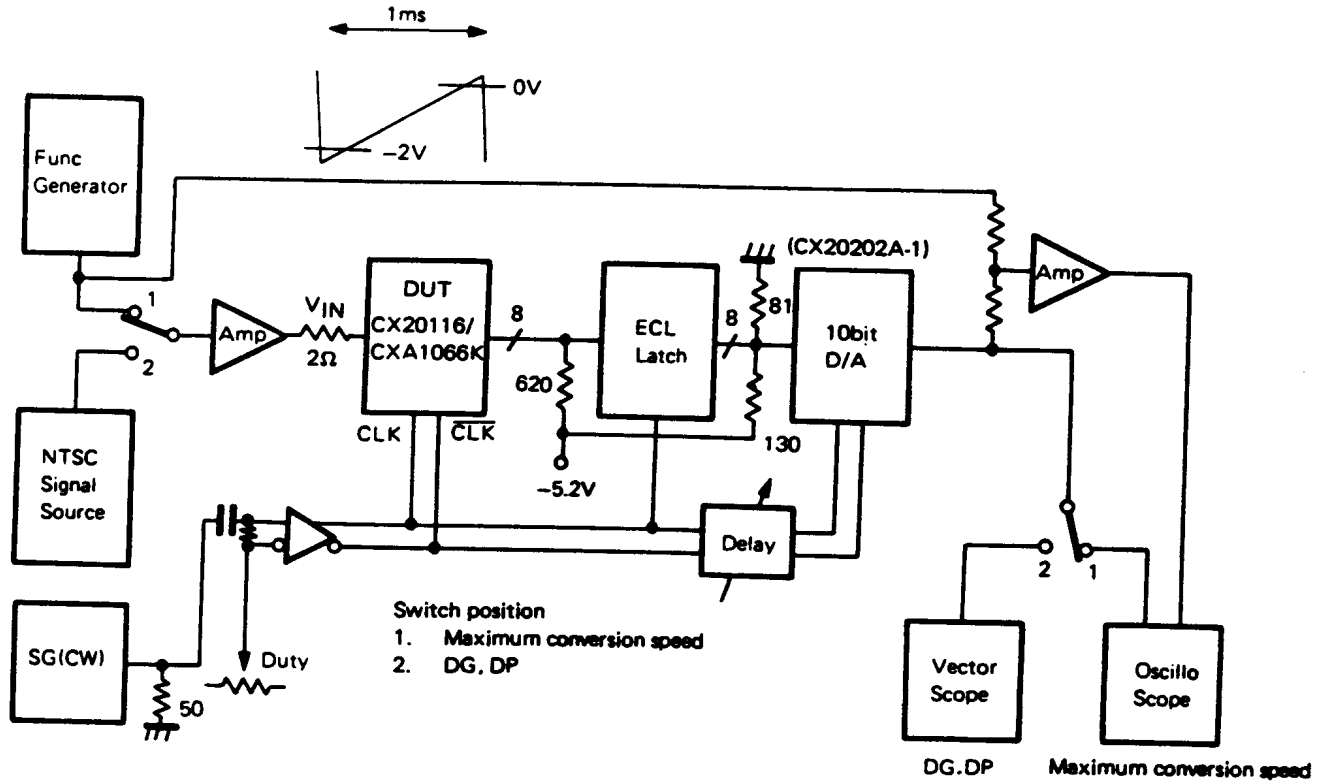 1ms
0V
−2V
Func
Generator
1
2
Amp
VIN
2Ω
DUT
CX20116/
CXA1066K
CLK
CLK
8
620
−5.2V
ECL
Latch
8
81
130
(CX20202A-1)
10bit
D/A
Amp
NTSC
Signal
Source
SG(CW)
50
Duty
Delay
Switch position
1. Maximum conversion speed
2. DG. DP
2
1
Vector
Scope
DG.DP
Oscillo
Scope
Maximum conversion speed